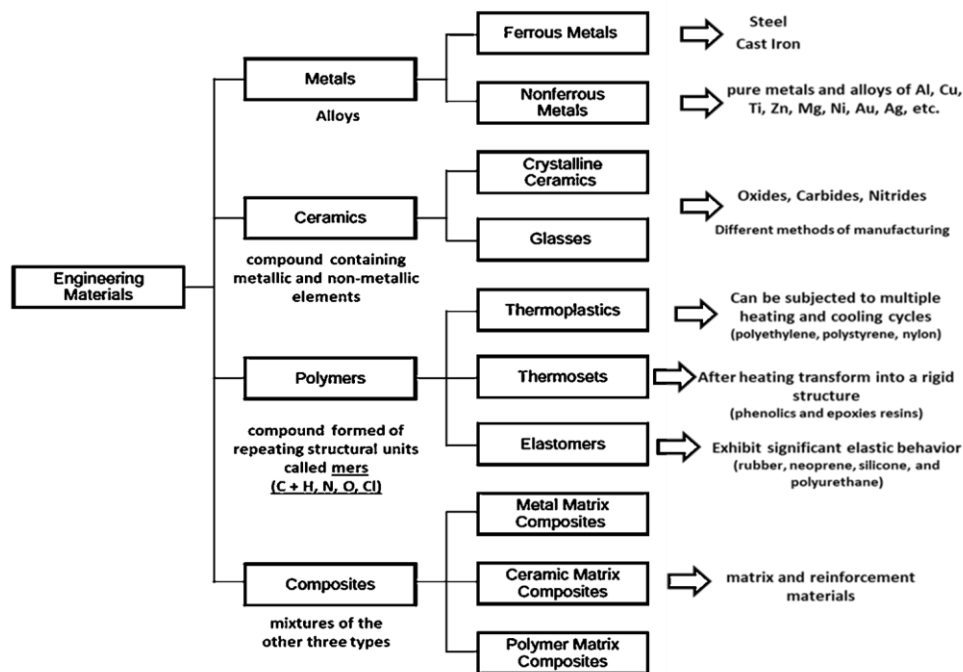 Engineering
Materials
Metals
Alloys
Ferrous Metals
Steel
Cast Iron
Nonferrous
Metals
pure metals and alloys of Al, Cu,
Ti, Zn, Mg, Ni, Au, Ag, etc.
Ceramics
compound containing
metallic and non-metallic
elements
Crystalline
Ceramics
Glasses
Oxides, Carbides, Nitrides
Different methods of manufacturing
Polymers
compound formed of
repeating structural units
called mers
(C + H, N, O, Cl)
Thermoplastics
Can be subjected to multiple
heating and cooling cycles
(polyethylene, polystyrene, nylon)
Thermosets
After heating transform into a rigid
structure
(phenolics and epoxies resins)
Elastomers
Exhibit significant elastic behavior
(rubber, neoprene, silicone, and
polyurethane)
Composites
mixtures of the
other three types
Metal Matrix
Composites
Ceramic Matrix
Composites
matrix and reinforcement
materials
Polymer Matrix
Composites